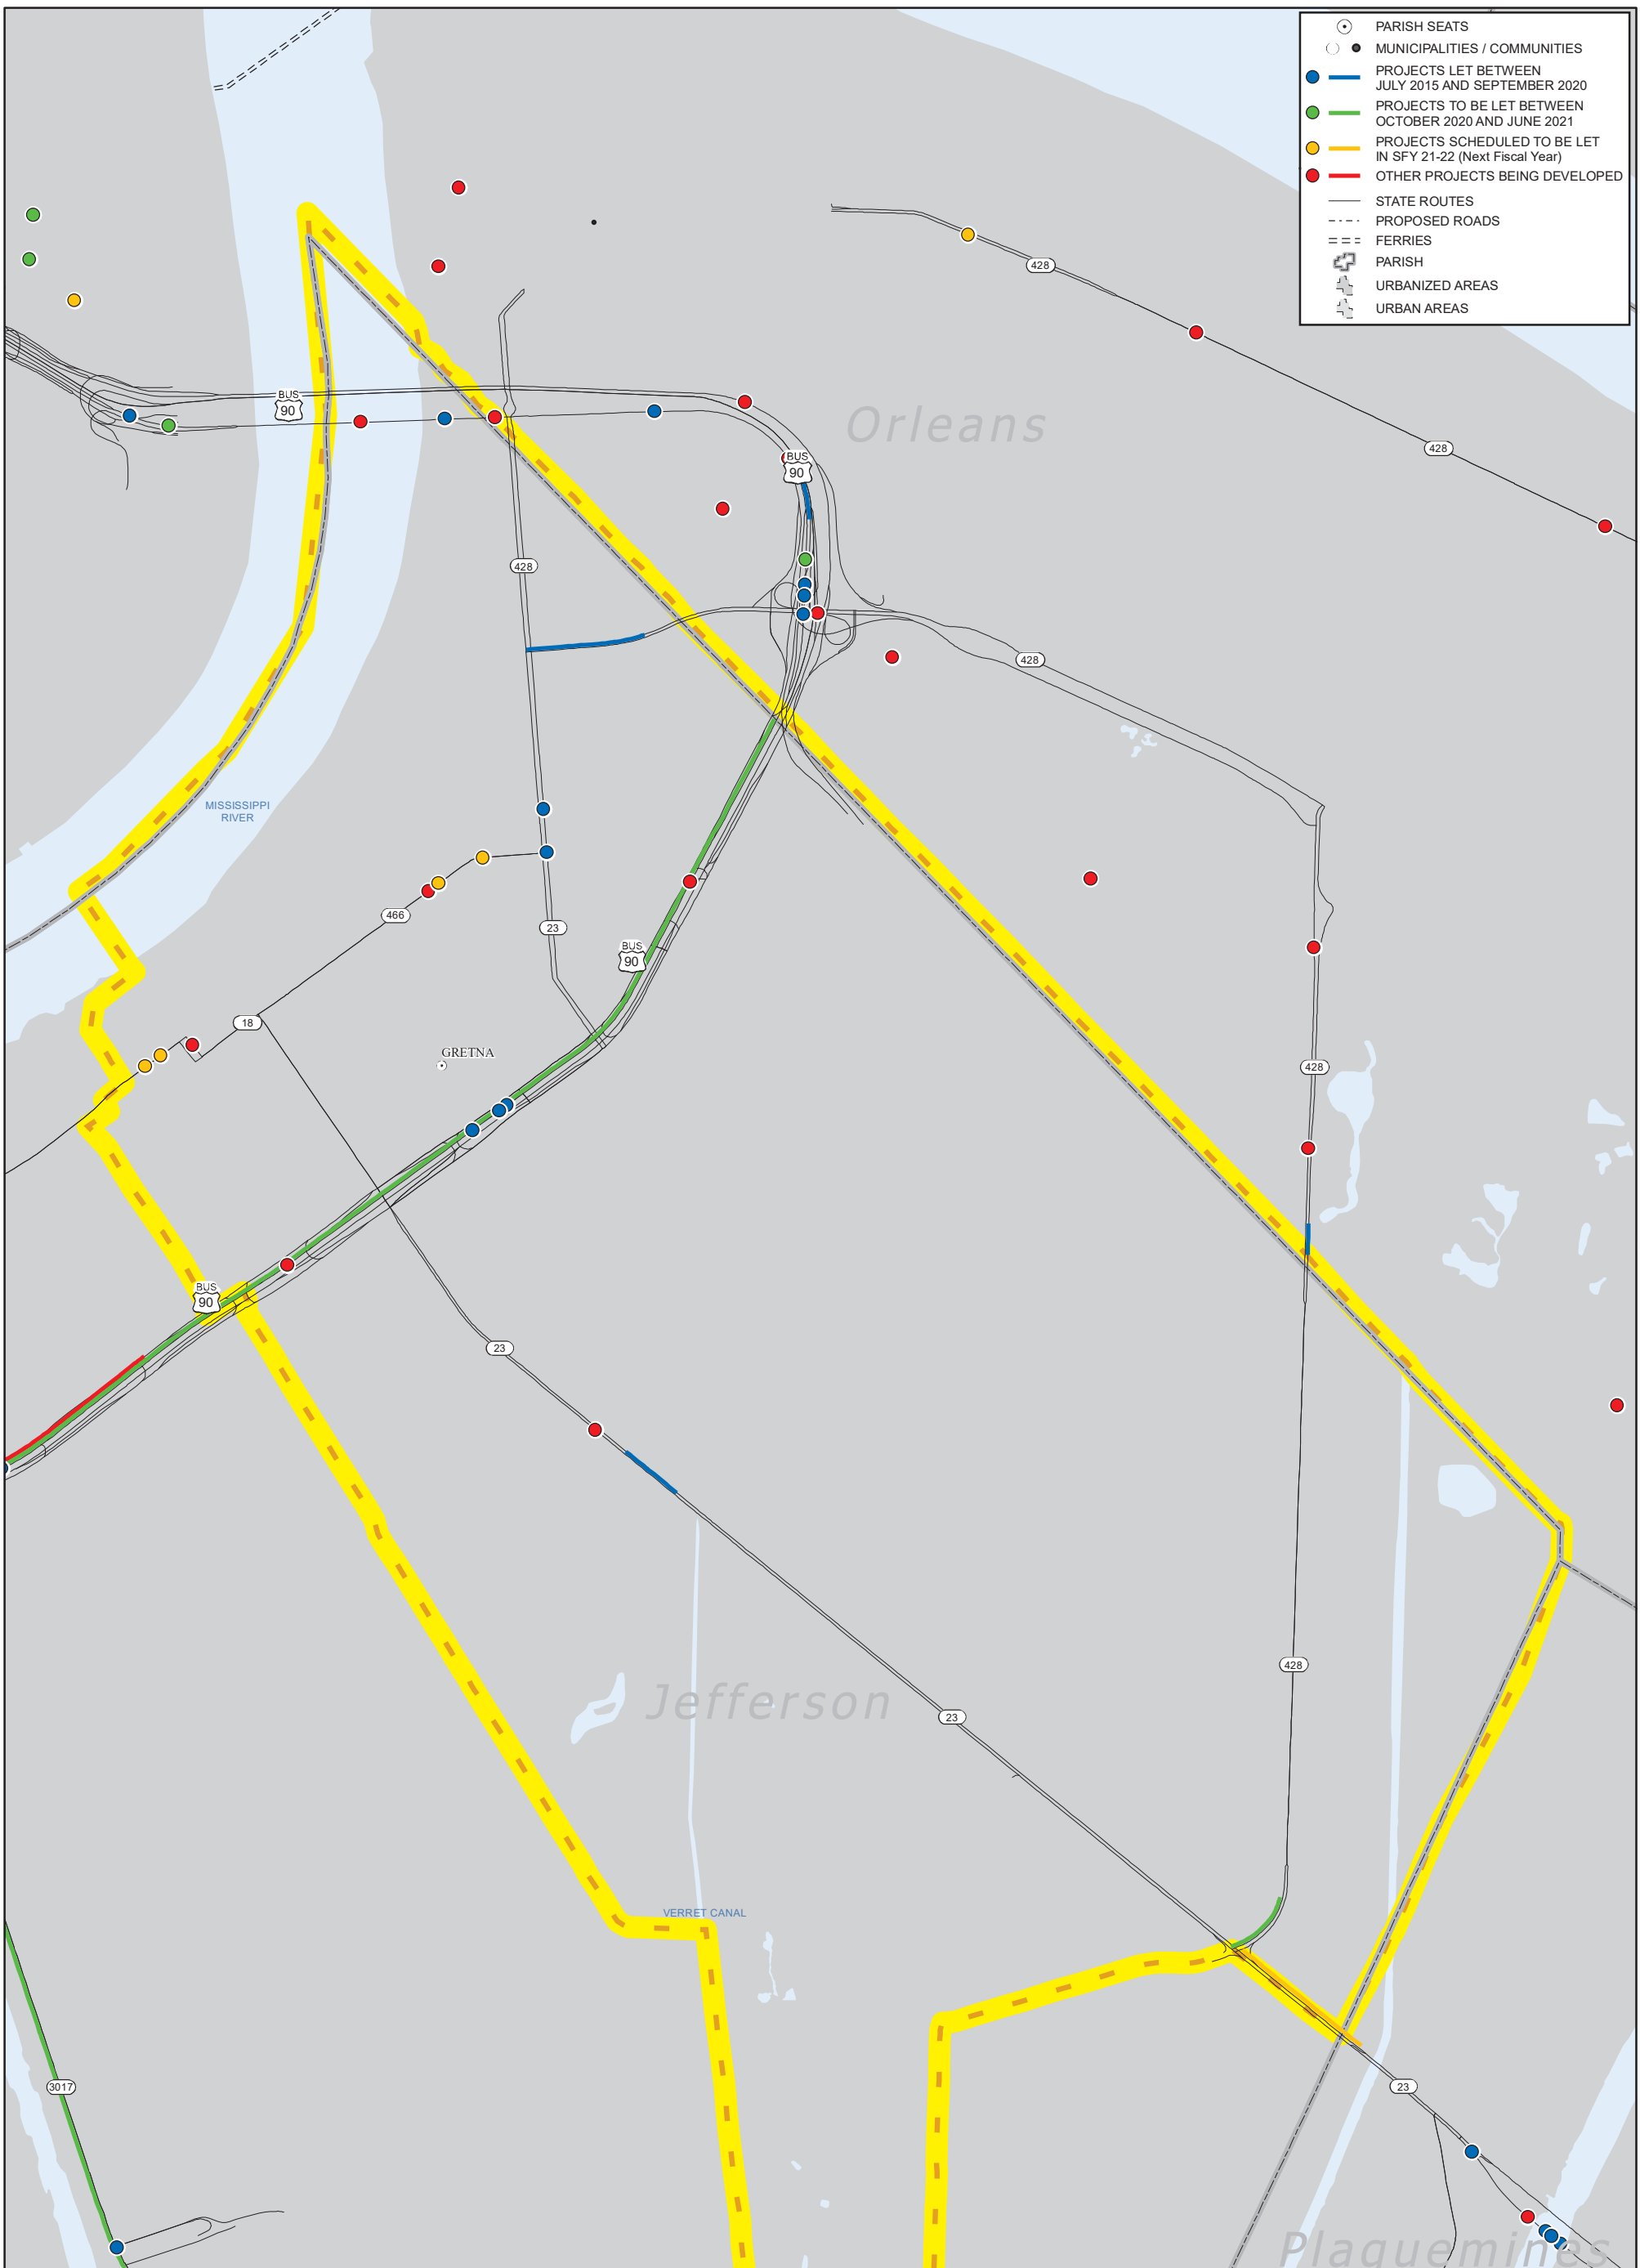 PARISH SEATS
MUNICIPALITIES / COMMUNITIES
PROJECTS LET BETWEEN
JULY 2015 AND SEPTEMBER 2020
PROJECTS TO BE LET BETWEEN
OCTOBER 2020 AND JUNE 2021
PROJECTS SCHEDULED TO BE LET
IN SFY 21-22 (Next Fiscal Year)
OTHER PROJECTS BEING DEVELOPED
STATE ROUTES
PROPOSED ROADS
FERRIES
PARISH
URBANIZED AREAS
URBAN AREAS
428
BUS
90
Orleans
428
BUS
90
428
428
MISSISSIPPI
RIVER
466
23
BUS
90
18
GRETNA
428
BUS
90
23
428
Jefferson
23
VERRET CANAL
3017
23
Plaquemines